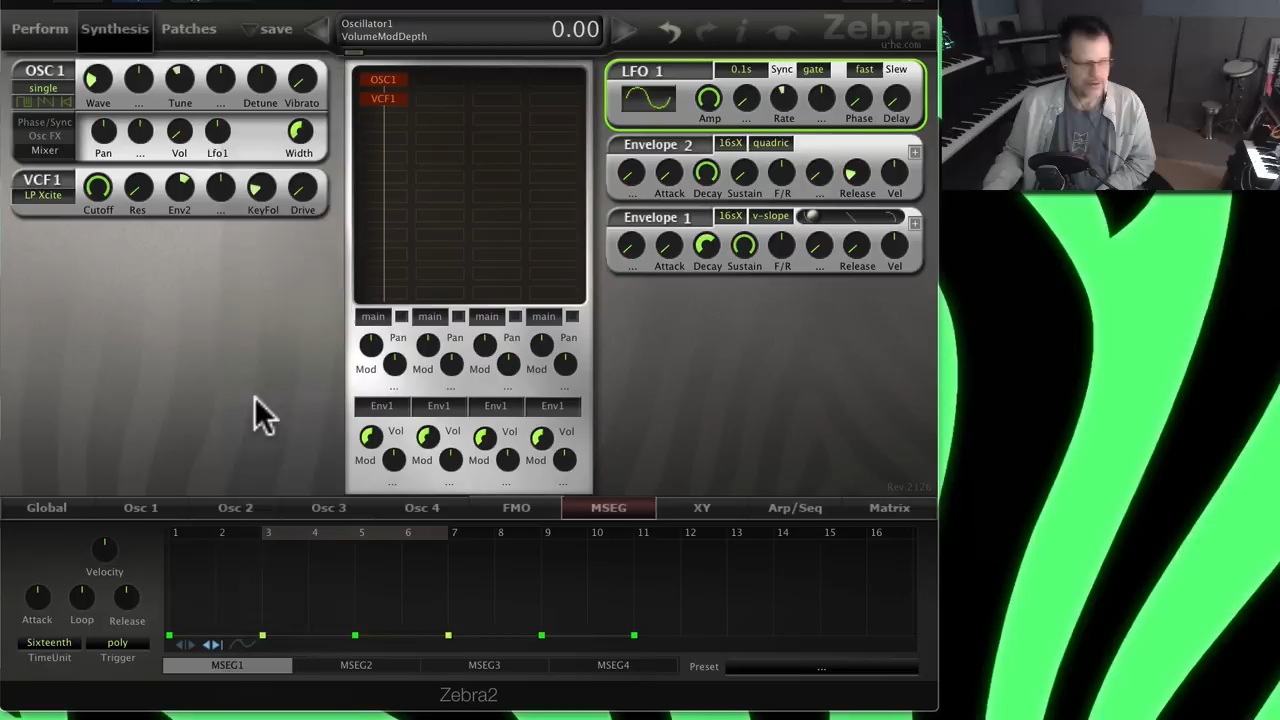 Perform Synthesis Patches save
Oscillator1
VolumeModDepth 0.00
Zebra
u-he.com
OSC 1
single
Wave ... Tune ... Detune Vibrato
Phase/Sync
Osc FX
Mixer
Pan ... Vol Lfo1 Width
VCF1
LP Xcite
Cutoff Res Env2 ... KeyFol Drive
OSC1
VCF1
main main main main
Pan Pan Pan Pan
Mod Mod Mod Mod
... ... ... ...
Env1 Env1 Env1 Env1
Vol Vol Vol Vol
Mod Mod Mod Mod
... ... ... ...
LFO 1 0.1s Sync gate fast Slew
Amp ... Rate ... Phase Delay
Envelope 2 16sX quadric
... Attack Decay Sustain F/R ... Release Vel
Envelope 1 16sX v-slope
... Attack Decay Sustain F/R ... Release Vel
Rev 2126
Global Osc 1 Osc 2 Osc 3 Osc 4 FMO MSEG XY Arp/Seq Matrix
1 2 3 4 5 6 7 8 9 10 11 12 13 14 15 16
Velocity
Attack Loop Release
Sixteenth poly
TimeUnit Trigger
MSEG1 MSEG2 MSEG3 MSEG4 Preset ...
Zebra2